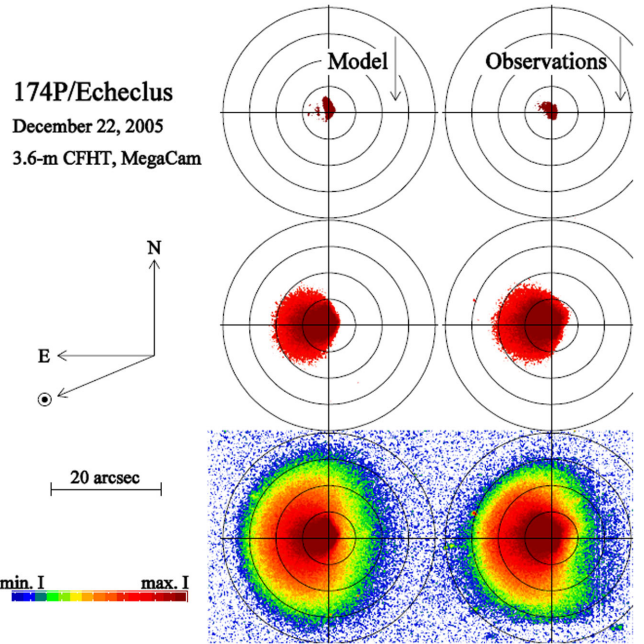 Model
Observations
174P/Echeclus
December 22, 2005
3.6-m CFHT, MegaCam
N
E
20 arcsec
min. I
max. I